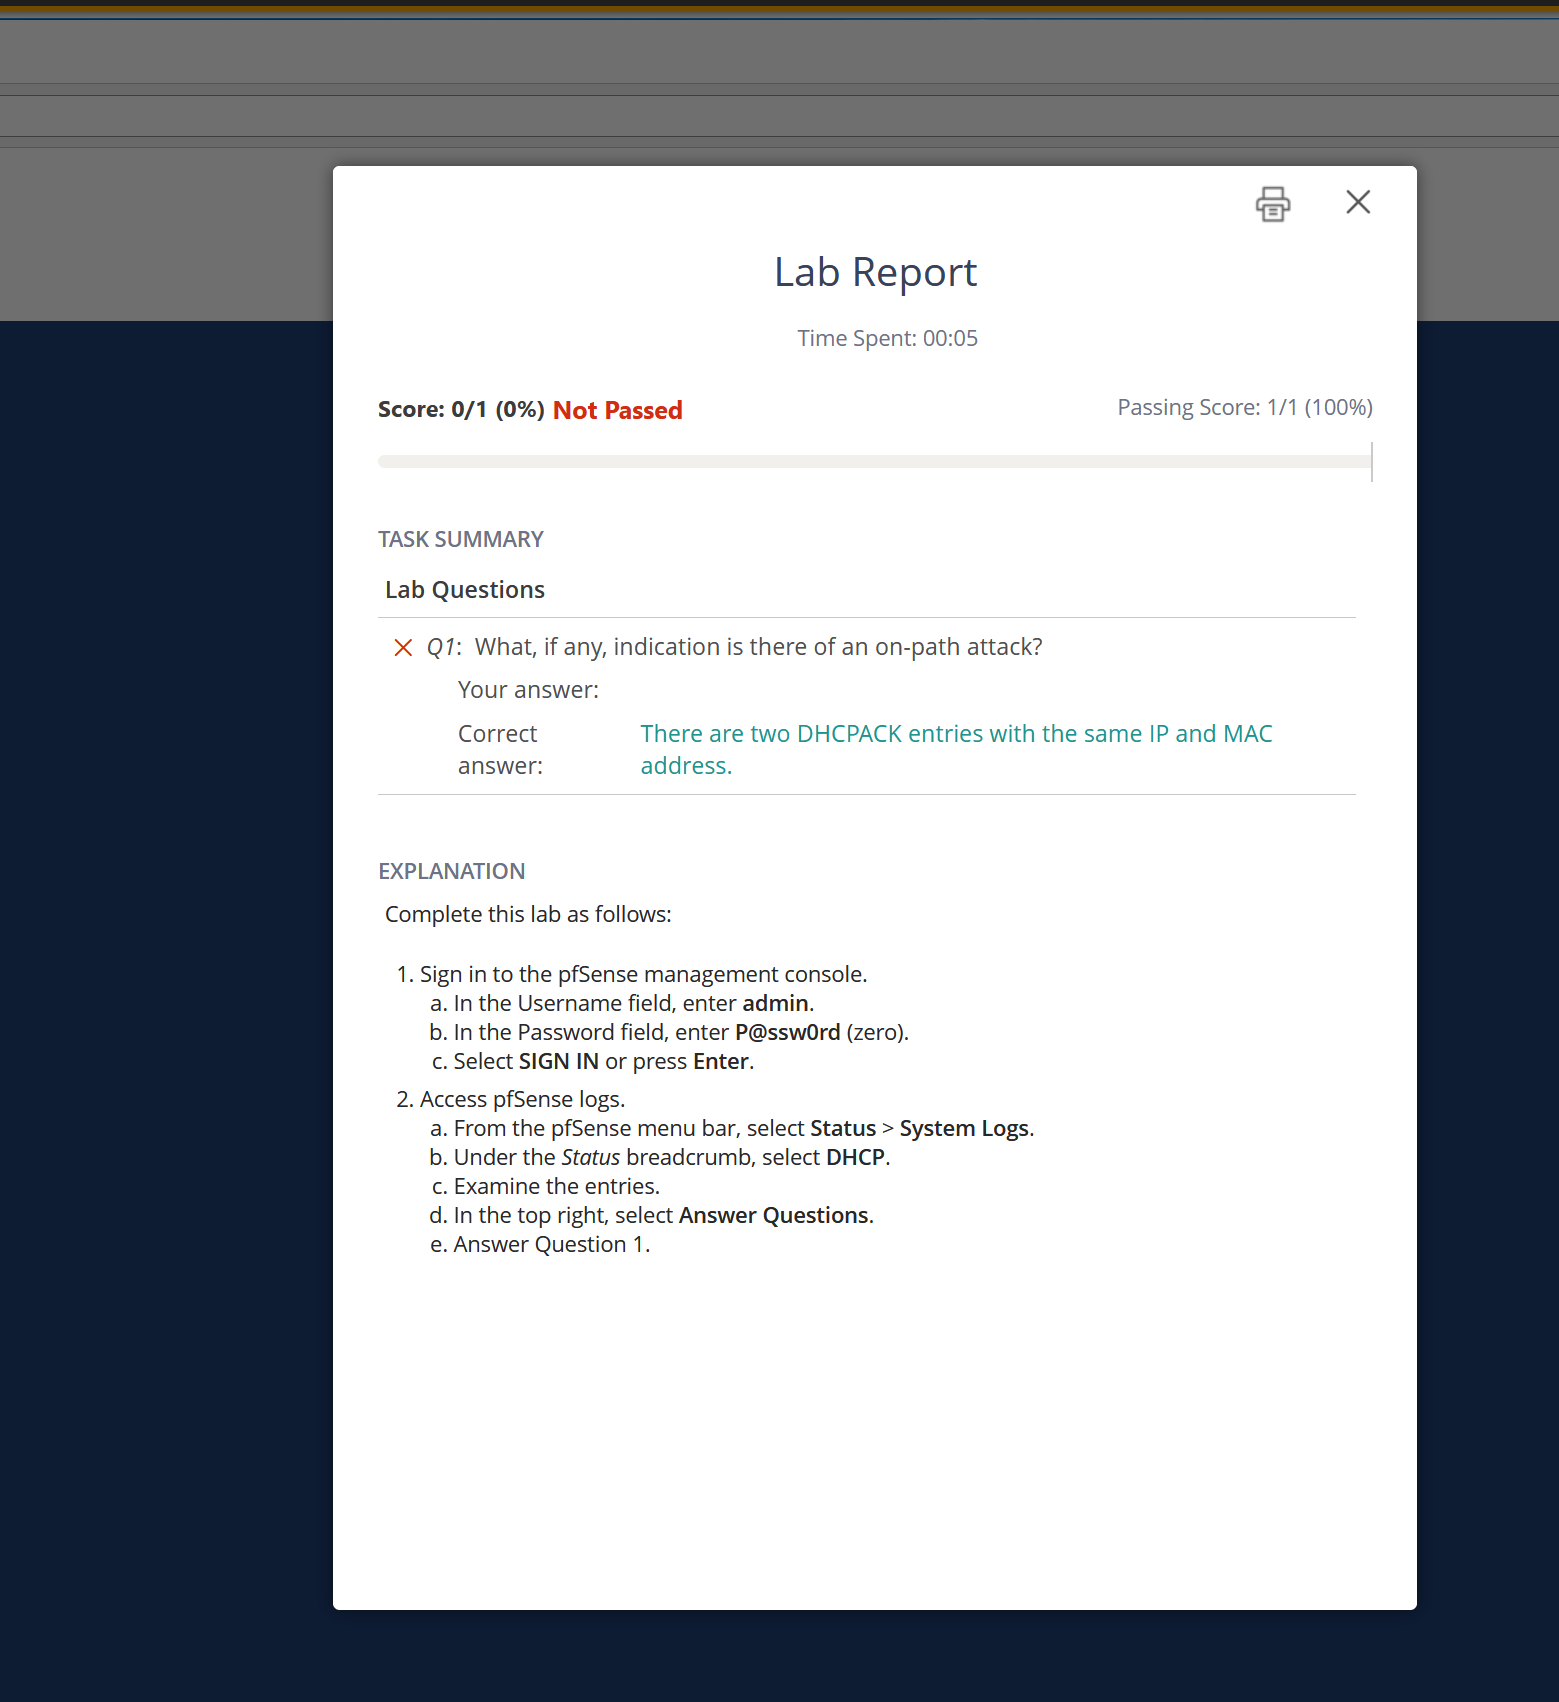 Lab Report
Time Spent: 00:05
Score: 0/1 (0%) Not Passed
Passing Score: 1/1 (100%)
TASK SUMMARY
Lab Questions
Q1: What, if any, indication is there of an on-path attack?
Your answer:
Correct answer:
There are two DHCPACK entries with the same IP and MAC
address.
EXPLANATION
Complete this lab as follows:
1. Sign in to the pfSense management console.
a. In the Username field, enter admin.
b. In the Password field, enter P@ssw0rd (zero).
c. Select SIGN IN or press Enter.
2. Access pfSense logs.
a. From the pfSense menu bar, select Status > System Logs.
b. Under the Status breadcrumb, select DHCP.
c. Examine the entries.
d. In the top right, select Answer Questions.
e. Answer Question 1.